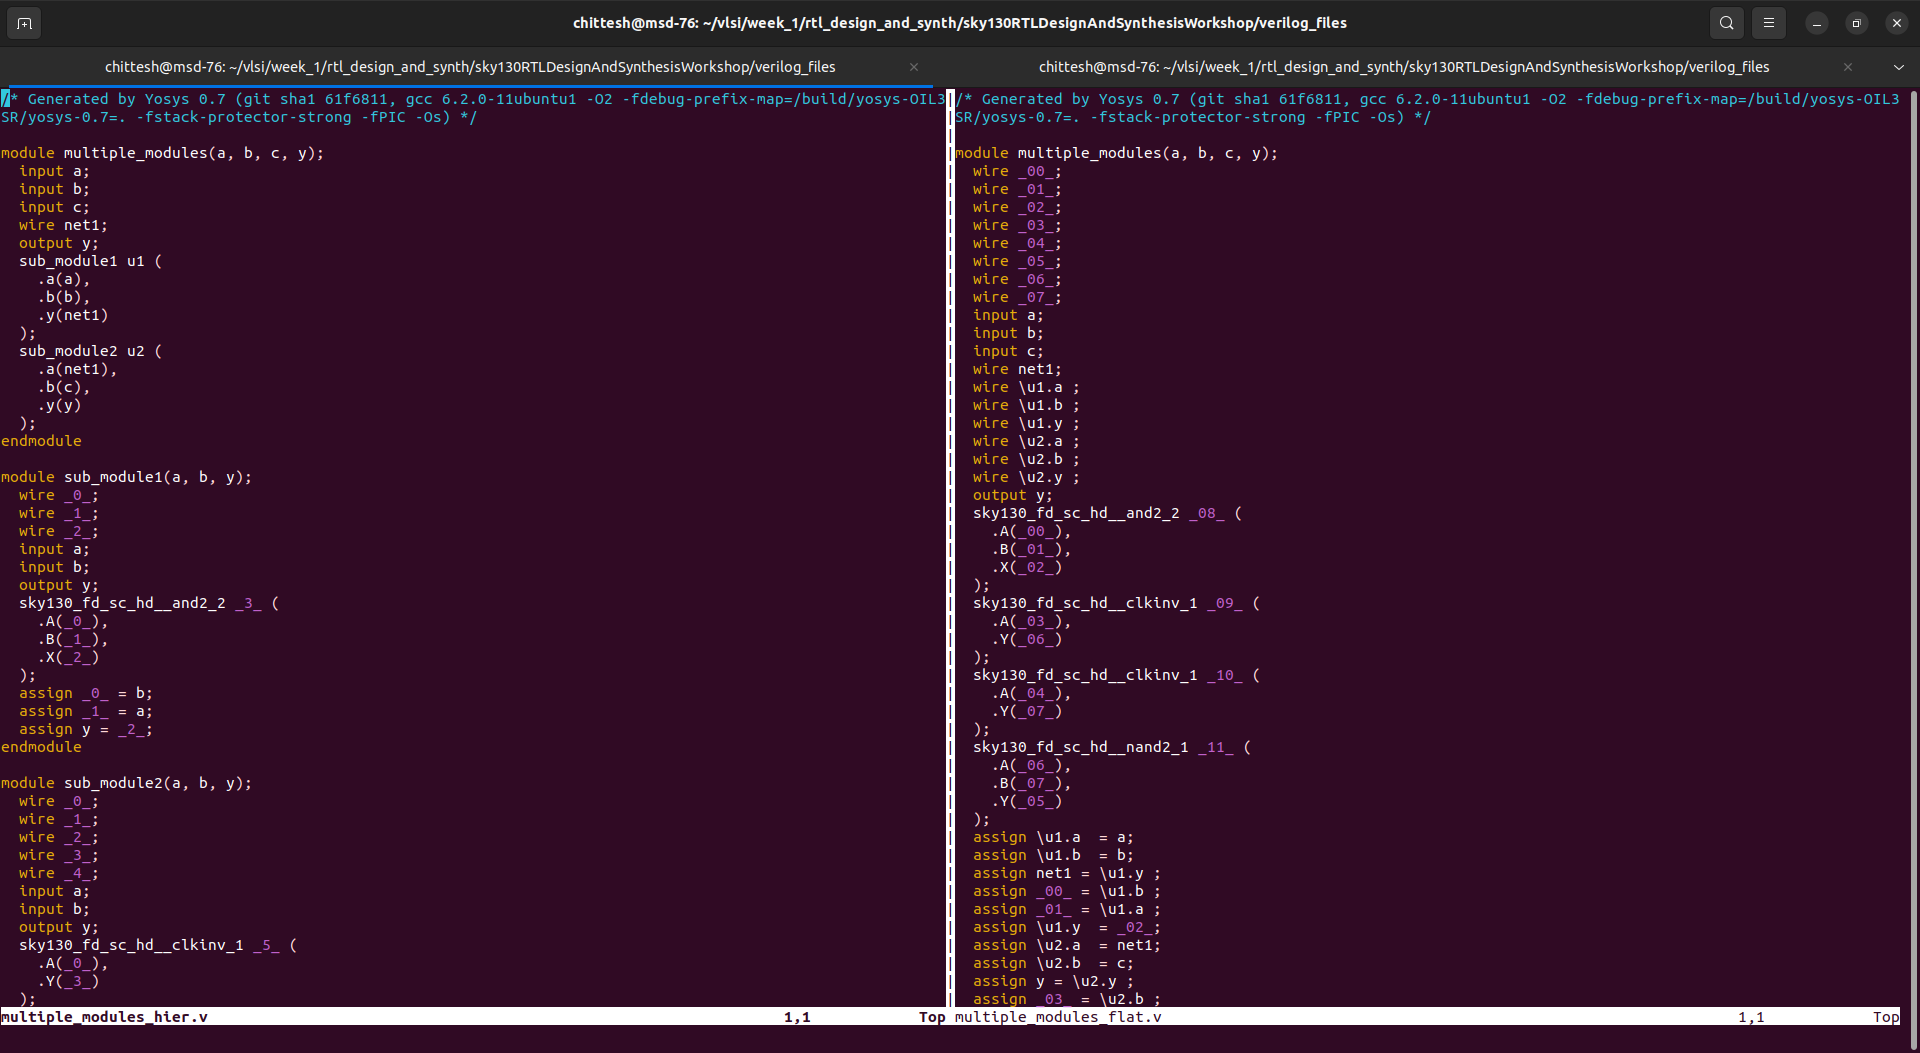 chittesh@msd-76: ~/vlsi/week_1/rtl_design_and_synth/sky130RTLDesignAndSynthesisWorkshop/verilog_files
chittesh@msd-76: ~/vlsi/week_1/rtl_design_and_synth/sky130RTLDesignAndSynthesisWorkshop/verilog_files
chittesh@msd-76: ~/vlsi/week_1/rtl_design_and_synth/sky130RTLDesignAndSynthesisWorkshop/verilog_files
/* Generated by Yosys 0.7 (git sha1 61f6811, gcc 6.2.0-11ubuntu1 -O2 -fdebug-prefix-map=/build/yosys-OIL3
SR/yosys-0.7=. -fstack-protector-strong -fPIC -Os) */
module multiple_modules(a, b, c, y);
  input a;
  input b;
  input c;
  wire net1;
  output y;
  sub_module1 u1 (
    .a(a),
    .b(b),
    .y(net1)
  );
  sub_module2 u2 (
    .a(net1),
    .b(c),
    .y(y)
  );
endmodule
module sub_module1(a, b, y);
  wire _0_;
  wire _1_;
  wire _2_;
  input a;
  input b;
  output y;
  sky130_fd_sc_hd__and2_2 _3_ (
    .A(_0_),
    .B(_1_),
    .X(_2_)
  );
  assign _0_ = b;
  assign _1_ = a;
  assign y = _2_;
endmodule
module sub_module2(a, b, y);
  wire _0_;
  wire _1_;
  wire _2_;
  wire _3_;
  wire _4_;
  input a;
  input b;
  output y;
  sky130_fd_sc_hd__clkinv_1 _5_ (
    .A(_0_),
    .Y(_3_)
  );
multiple_modules_hier.v 1,1 Top
/* Generated by Yosys 0.7 (git sha1 61f6811, gcc 6.2.0-11ubuntu1 -O2 -fdebug-prefix-map=/build/yosys-OIL3
SR/yosys-0.7=. -fstack-protector-strong -fPIC -Os) */
module multiple_modules(a, b, c, y);
  wire _00_;
  wire _01_;
  wire _02_;
  wire _03_;
  wire _04_;
  wire _05_;
  wire _06_;
  wire _07_;
  input a;
  input b;
  input c;
  wire net1;
  wire \u1.a ;
  wire \u1.b ;
  wire \u1.y ;
  wire \u2.a ;
  wire \u2.b ;
  wire \u2.y ;
  output y;
  sky130_fd_sc_hd__and2_2 _08_ (
    .A(_00_),
    .B(_01_),
    .X(_02_)
  );
  sky130_fd_sc_hd__clkinv_1 _09_ (
    .A(_03_),
    .Y(_06_)
  );
  sky130_fd_sc_hd__clkinv_1 _10_ (
    .A(_04_),
    .Y(_07_)
  );
  sky130_fd_sc_hd__nand2_1 _11_ (
    .A(_06_),
    .B(_07_),
    .Y(_05_)
  );
  assign \u1.a  = a;
  assign \u1.b  = b;
  assign net1 = \u1.y ;
  assign _00_ = \u1.b ;
  assign _01_ = \u1.a ;
  assign \u1.y  = _02_;
  assign \u2.a  = net1;
  assign \u2.b  = c;
  assign y = \u2.y ;
  assign _03_ = \u2.b ;
multiple_modules_flat.v 1,1 Top